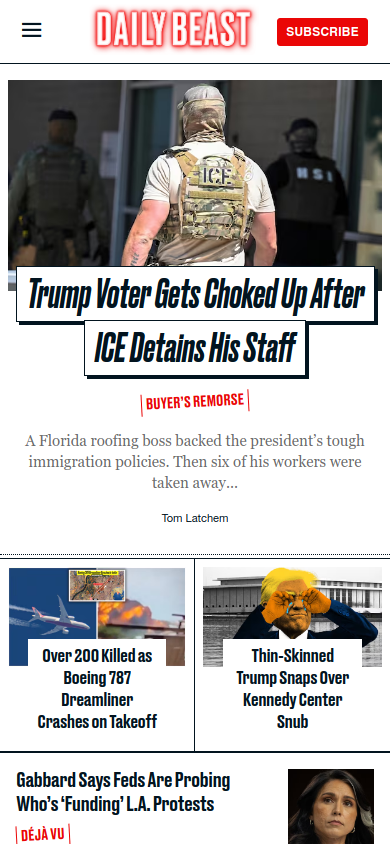 DAILY BEAST
SUBSCRIBE
ICE
HSI
Trump Voter Gets Choked Up After
ICE Detains His Staff
BUYER'S REMORSE
A Florida roofing boss backed the president's tough
immigration policies. Then six of his workers were
taken away...
Tom Latchem
Over 200 Killed as
Boeing 787
Dreamliner
Crashes on Takeoff
Thin-Skinned
Trump Snaps Over
Kennedy Center
Snub
Gabbard Says Feds Are Probing
Who's ‘Funding’ L.A. Protests
DÉJÀ VU